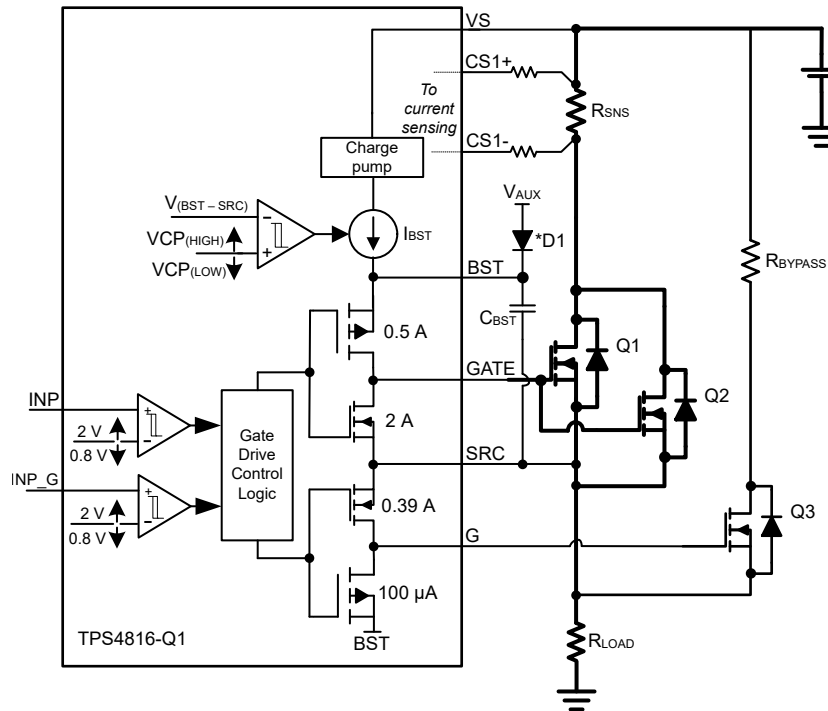 VS
CS1+
To
current
sensing
RSNS
CS1-
Charge
pump
VAUX
V(BST – SRC)
*D1
IBST
VCP(HIGH)
VCP(LOW)
BST
RBYPASS
CBST
0.5 A
GATE
Q1
Q2
INP
2 A
2 V
0.8 V
Gate
Drive
Control
Logic
SRC
INP_G
0.39 A
2 V
0.8 V
G
Q3
100 µA
TPS4816-Q1
BST
RLOAD